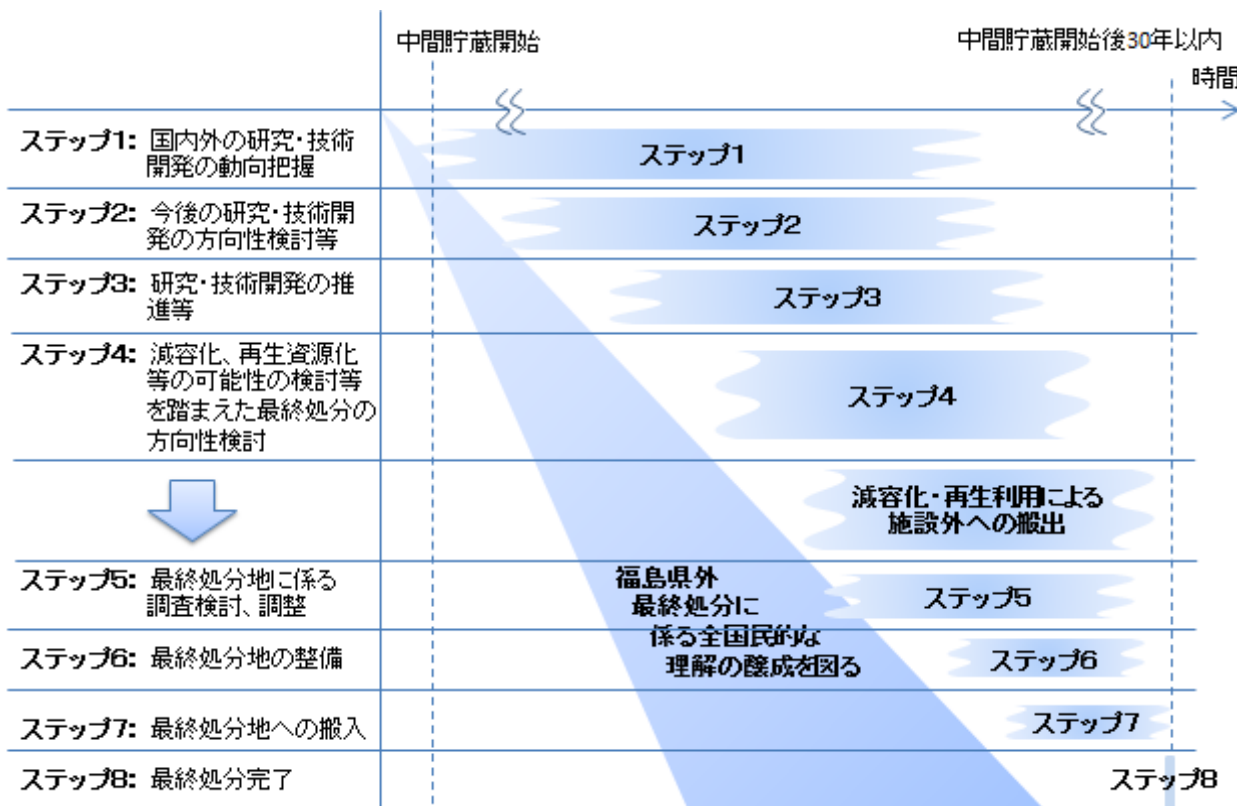 中間貯蔵開始
中間貯蔵開始後30年以内
時間
ステップ1: 国内外の研究・技術
開発の動向把握
ステップ1
ステップ2: 今後の研究・技術開
発の方向性検討等
ステップ2
ステップ3: 研究・技術開発の推
進等
ステップ3
ステップ4: 減容化、再生資源化
等の可能性の検討等
を踏まえた最終処分の
方向性検討
ステップ4
減容化・再生利用による
施設外への搬出
ステップ5: 最終処分地に係る
調査検討、調整
ステップ5
福島県外
最終処分に
係る全国民的な
理解の醸成を図る
ステップ6: 最終処分地の整備
ステップ6
ステップ7: 最終処分地への搬入
ステップ7
ステップ8: 最終処分完了
ステップ8